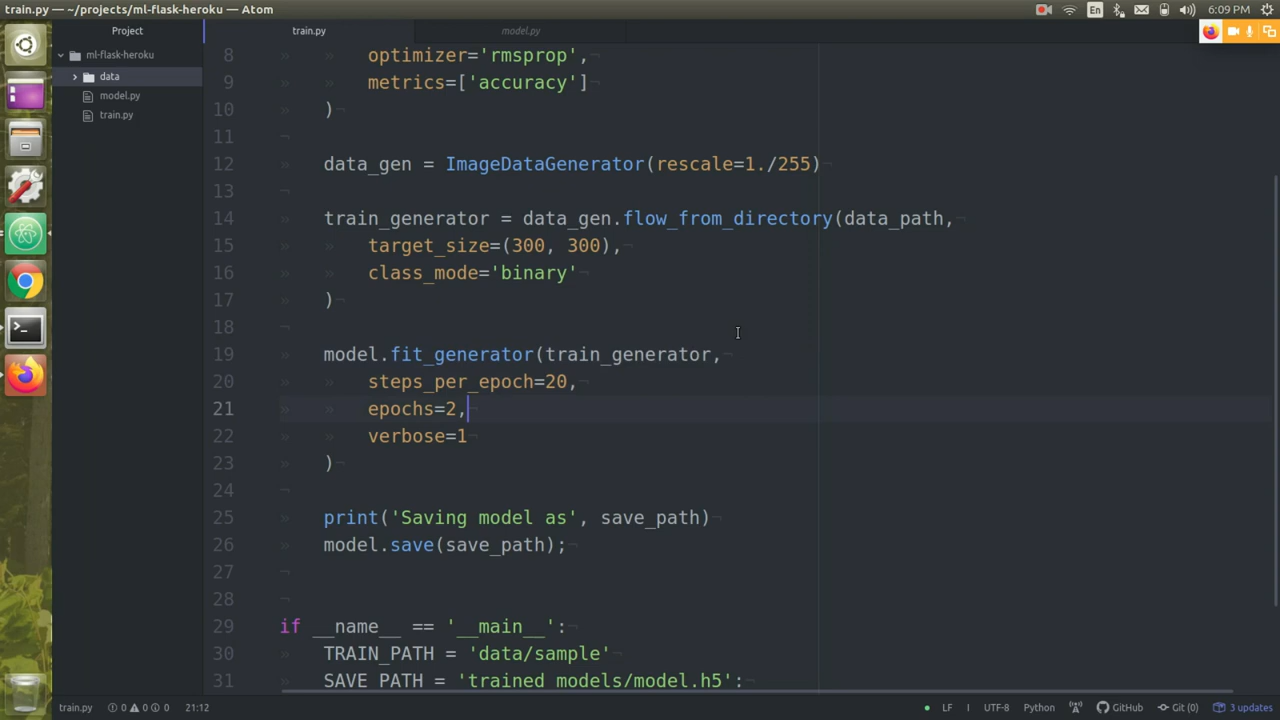 train.py — ~/projects/ml-flask-heroku — Atom
En
6:09 PM
Project
train.py
model.py
ml-flask-heroku
data
model.py
train.py
8 optimizer='rmsprop',
9 metrics=['accuracy']
10 )
11
12 data_gen = ImageDataGenerator(rescale=1./255)
13
14 train_generator = data_gen.flow_from_directory(data_path,
15 target_size=(300, 300),
16 class_mode='binary'
17 )
18
19 model.fit_generator(train_generator,
20 steps_per_epoch=20,
21 epochs=2,
22 verbose=1
23 )
24
25 print('Saving model as', save_path)
26 model.save(save_path);
27
28
29 if __name__ == '__main__':
30 TRAIN_PATH = 'data/sample'
31 SAVE_PATH = 'trained_models/model.h5':
train.py 0 0 0 21:12
LF UTF-8 Python GitHub Git (0) 3 updates